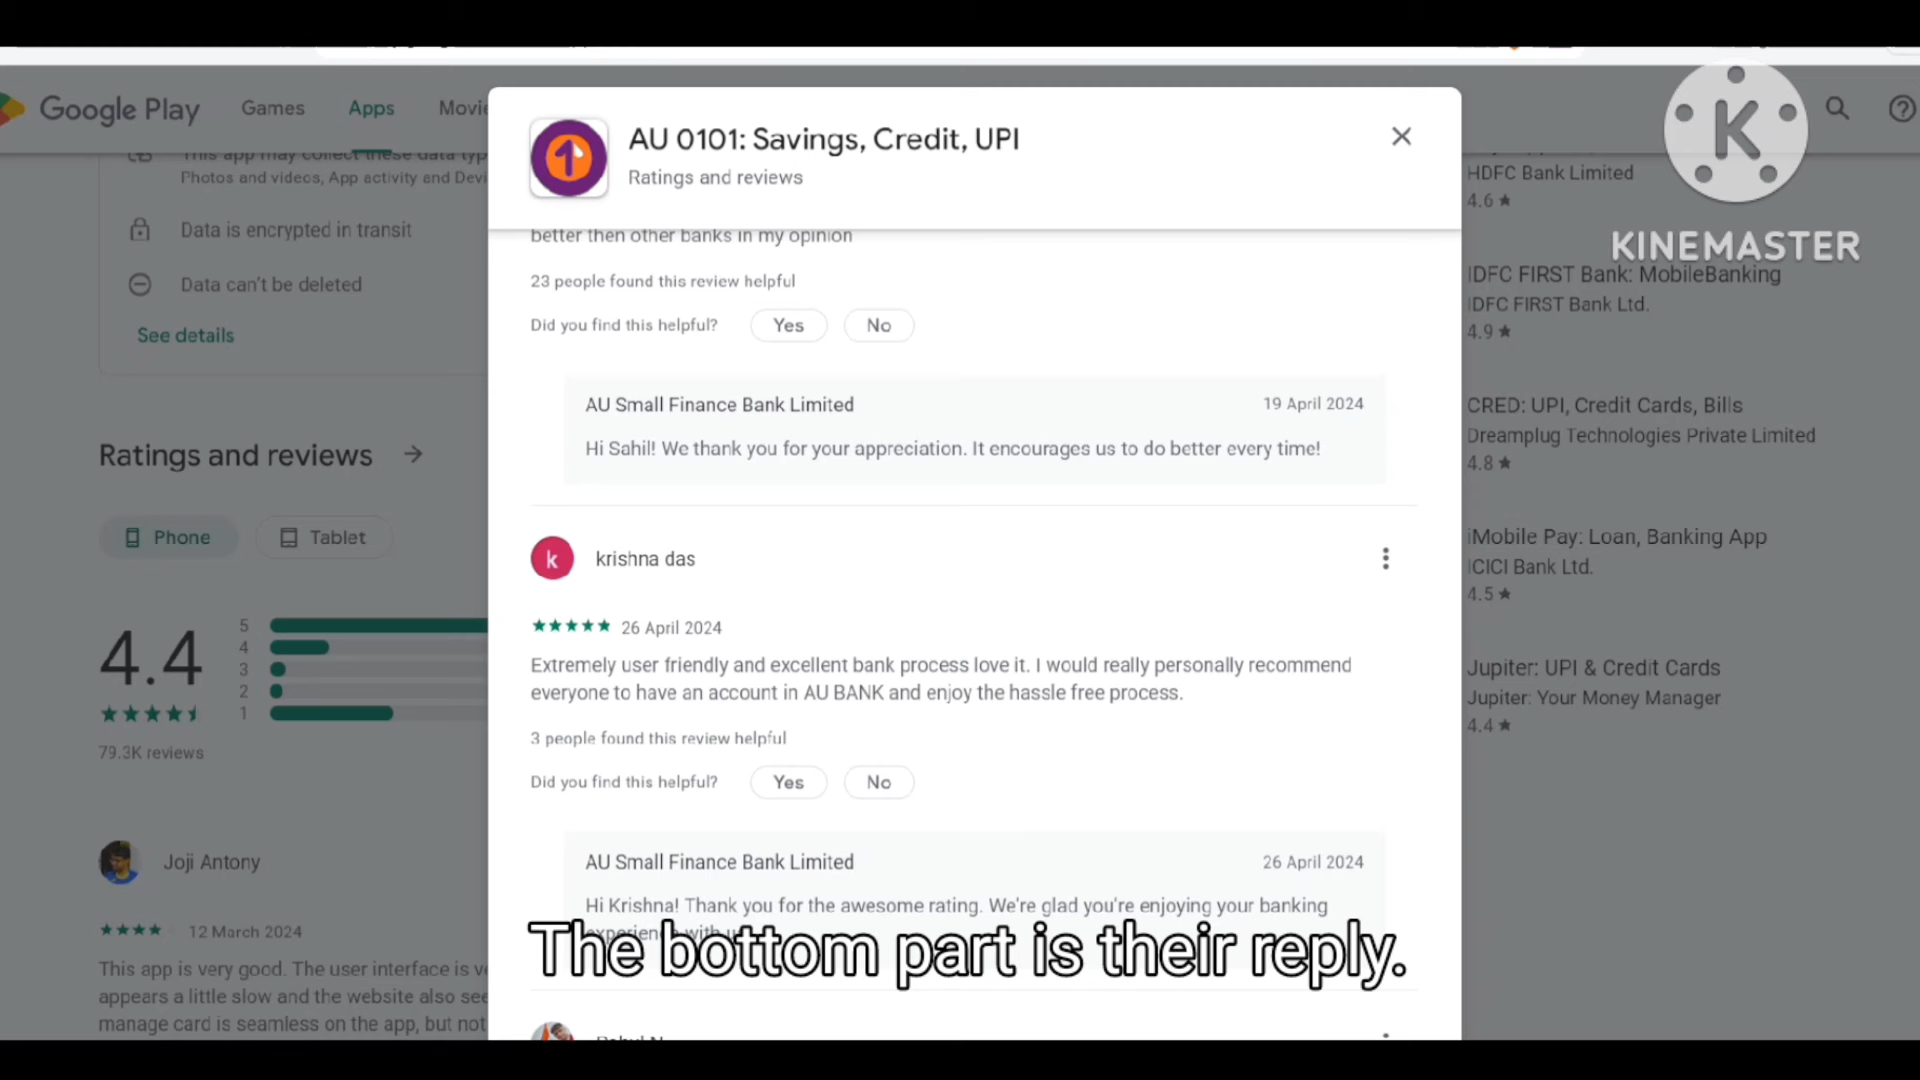 Google Play
Games
Apps
This app may collect these data typ
Photos and videos, App activity and Devi
Data is encrypted in transit
Data can't be deleted
See details
Ratings and reviews
Phone
Tablet
4.4
5
4
3
2
1
79.3K reviews
Joji Antony
12 March 2024
This app is very good. The user interface is ve
appears a little slow and the website also see
manage card is seamless on the app, but not
AU 0101: Savings, Credit, UPI
Ratings and reviews
better then other banks in my opinion
23 people found this review helpful
Did you find this helpful?
Yes
No
AU Small Finance Bank Limited
19 April 2024
Hi Sahil! We thank you for your appreciation. It encourages us to do better every time!
k
krishna das
26 April 2024
Extremely user friendly and excellent bank process love it. I would really personally recommend
everyone to have an account in AU BANK and enjoy the hassle free process.
3 people found this review helpful
Did you find this helpful?
Yes
No
AU Small Finance Bank Limited
26 April 2024
Hi Krishna! Thank you for the awesome rating. We're glad you're enjoying your banking
The bottom part is their reply.
K
KINEMASTER
HDFC Bank Limited
4.6
IDFC FIRST Bank: MobileBanking
IDFC FIRST Bank Ltd.
4.9
CRED: UPI, Credit Cards, Bills
Dreamplug Technologies Private Limited
4.8
iMobile Pay: Loan, Banking App
ICICI Bank Ltd.
4.5
Jupiter: UPI & Credit Cards
Jupiter: Your Money Manager
4.4